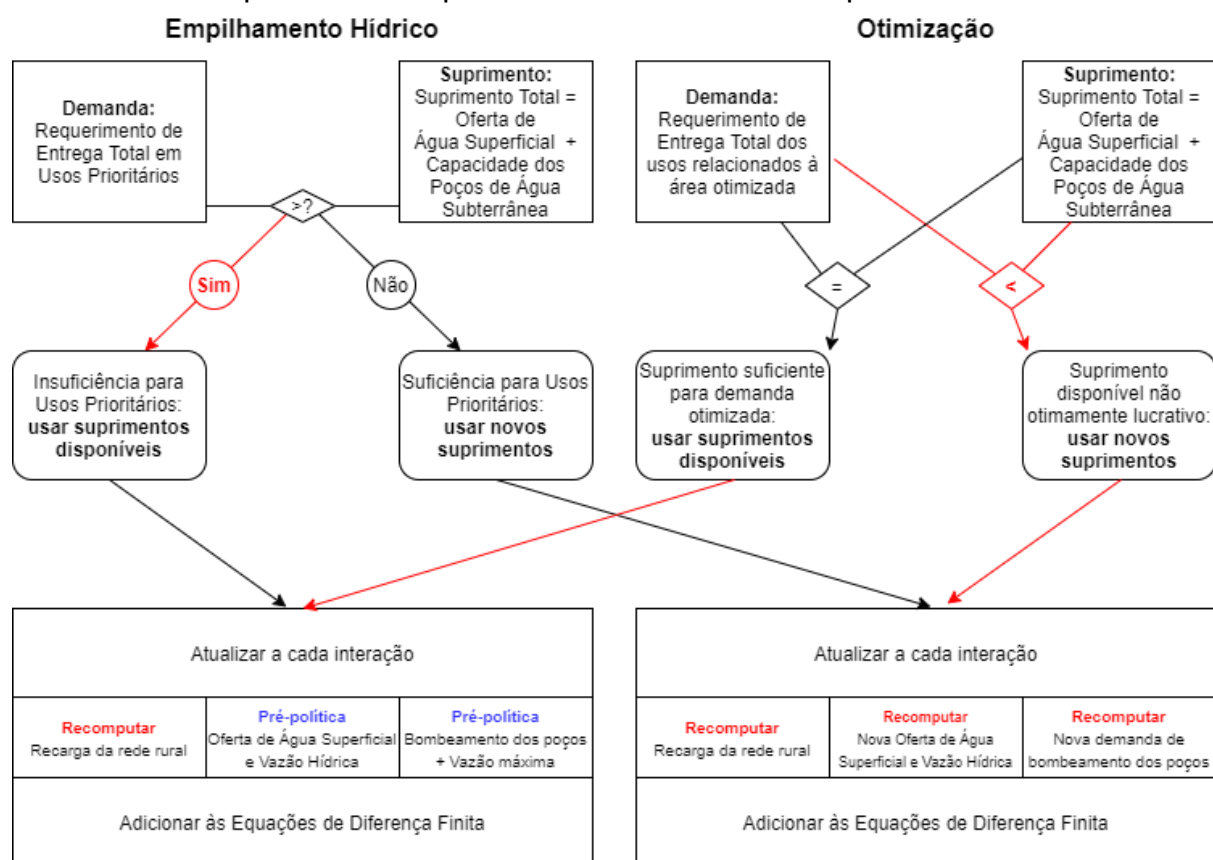 Empilhamento Hídrico
Otimização
Demanda:
Requerimento de
Entrega Total em
Usos Prioritários
Suprimento:
Suprimento Total =
Oferta de
Água Superficial +
Capacidade dos
Poços de Água
Subterrânea
Demanda:
Requerimento de
Entrega Total dos
usos relacionados à
área otimizada
Suprimento:
Suprimento Total =
Oferta de
Água Superficial +
Capacidade dos
Poços de Água
Subterrânea
>?
Sim
Não
=
<
Insuficiência para
Usos Prioritários:
usar suprimentos
disponíveis
Suficiência para Usos
Prioritários:
usar novos
suprimentos
Suprimento suficiente
para demanda
otimizada:
usar suprimentos
disponíveis
Suprimento
disponível não
otimamente lucrativo:
usar novos
suprimentos
Atualizar a cada interação
Recomputar
Recarga da rede rural
Pré-política
Oferta de Água Superficial
e Vazão Hídrica
Pré-política
Bombeamento dos poços
+ Vazão máxima
Adicionar às Equações de Diferença Finita
Atualizar a cada interação
Recomputar
Recarga da rede rural
Recomputar
Nova Oferta de Água
Superficial e Vazão Hídrica
Recomputar
Nova demanda de
bombeamento dos poços
Adicionar às Equações de Diferença Finita